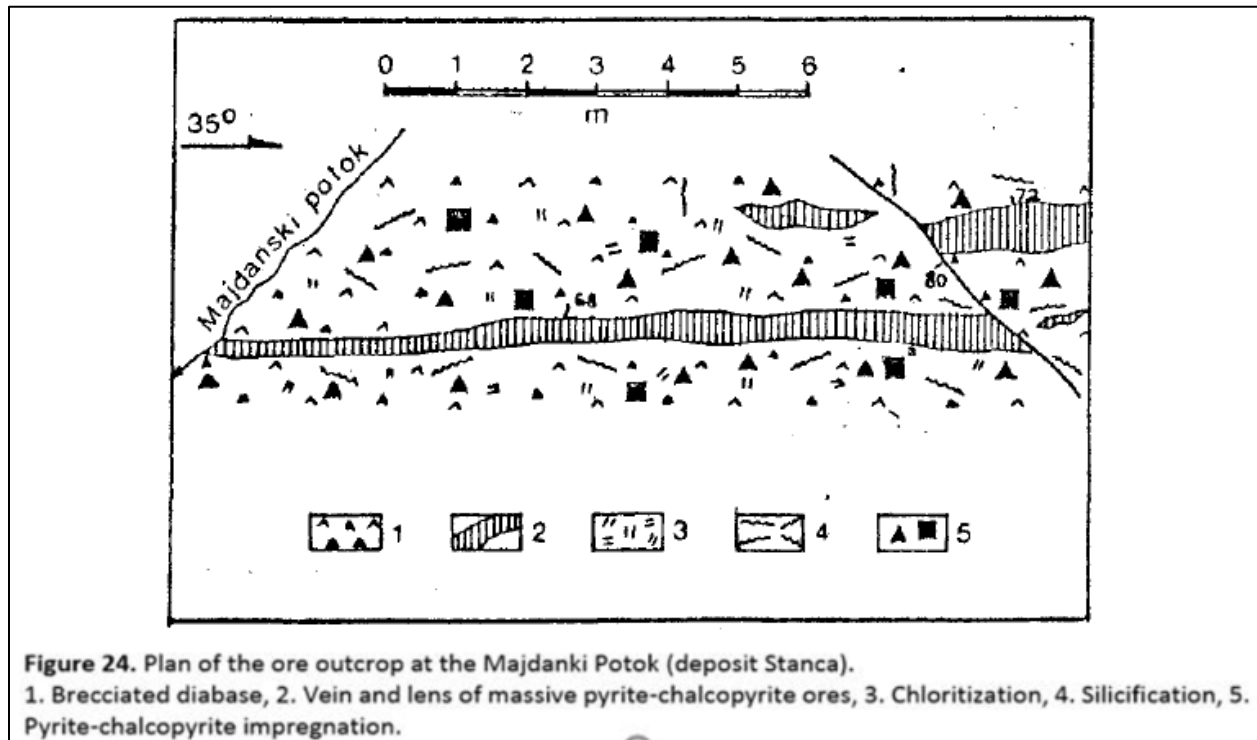 0 1 2 3 4 5 6
m
35°
Majdański potok
72
80
68
1 2 3 4 5
Figure 24. Plan of the ore outcrop at the Majdanki Potok (deposit Stanca).
1. Brecciated diabase, 2. Vein and lens of massive pyrite-chalcopyrite ores, 3. Chloritization, 4. Silicification, 5.
Pyrite-chalcopyrite impregnation.